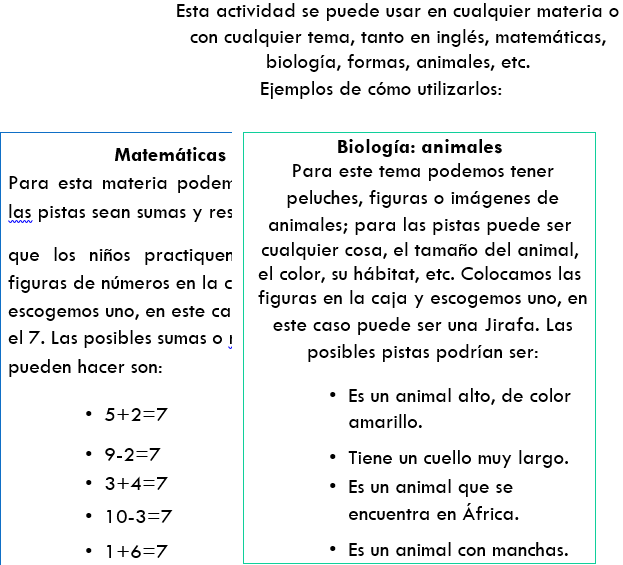 Esta actividad se puede usar en cualquier materia o
con cualquier tema, tanto en inglés, matemáticas,
biología, formas, animales, etc.
Ejemplos de cómo utilizarlos:
Matemáticas
Para esta materia podem
las pistas sean sumas y res
que los niños practiquen
figuras de números en la c
escogemos uno, en este ca
el 7. Las posibles sumas o
pueden hacer son:
• 5+2=7
• 9-2=7
• 3+4=7
• 10-3=7
• 1+6=7
Biología: animales
Para este tema podemos tener
peluches, figuras o imágenes de
animales; para las pistas puede ser
cualquier cosa, el tamaño del animal,
el color, su hábitat, etc. Colocamos las
figuras en la caja y escogemos uno, en
este caso puede ser una Jirafa. Las
posibles pistas podrían ser:
• Es un animal alto, de color
amarillo.
• Tiene un cuello muy largo.
• Es un animal que se
encuentra en África.
• Es un animal con manchas.